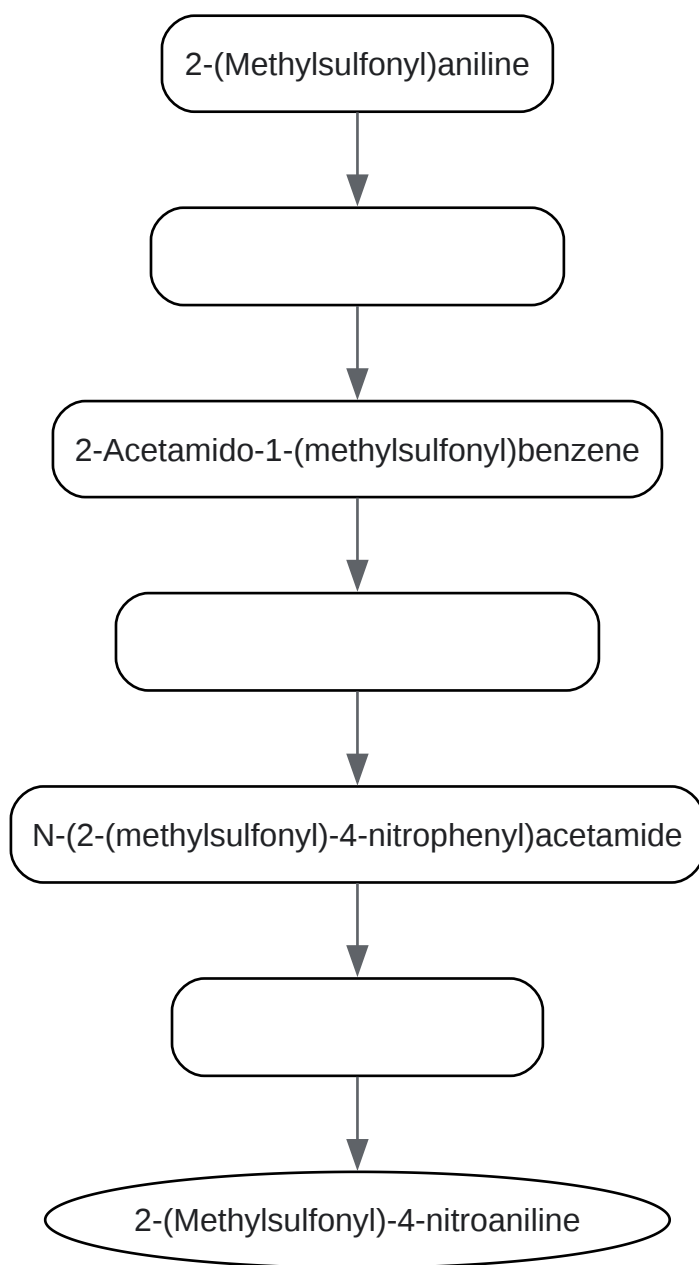 2-(Methylsulfonyl)aniline
2-Acetamido-1-(methylsulfonyl)benzene
N-(2-(methylsulfonyl)-4-nitrophenyl)acetamide
2-(Methylsulfonyl)-4-nitroaniline